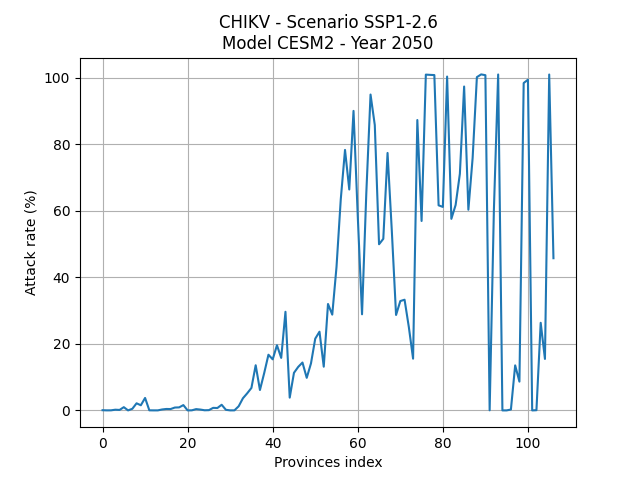 CHIKV - Scenario SSP1-2.6
Model CESM2 - Year 2050
100
80
60
40
20
0
Attack rate (%)
0 20 40 60 80 100
Provinces index